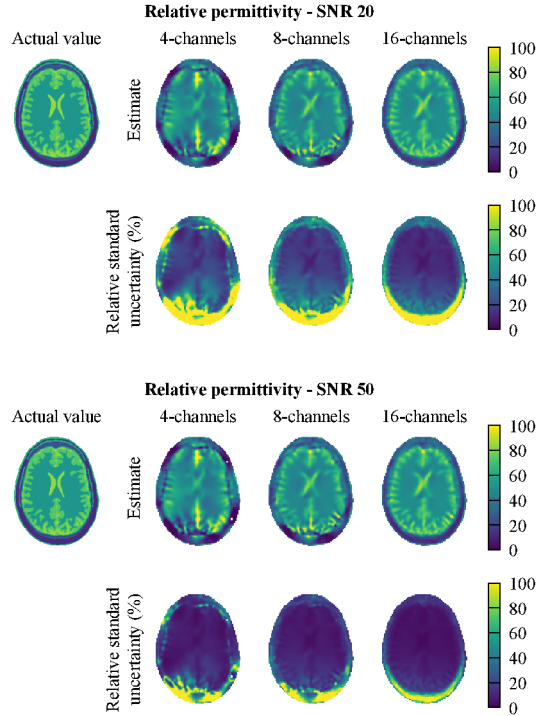 Relative permittivity - SNR 20
Actual value
4-channels
8-channels
16-channels
Estimate
100
80
60
40
20
0
Relative standard
uncertainty (%)
100
80
60
40
20
0
Relative permittivity - SNR 50
Actual value
4-channels
8-channels
16-channels
Estimate
100
80
60
40
20
0
Relative standard
uncertainty (%)
100
80
60
40
20
0